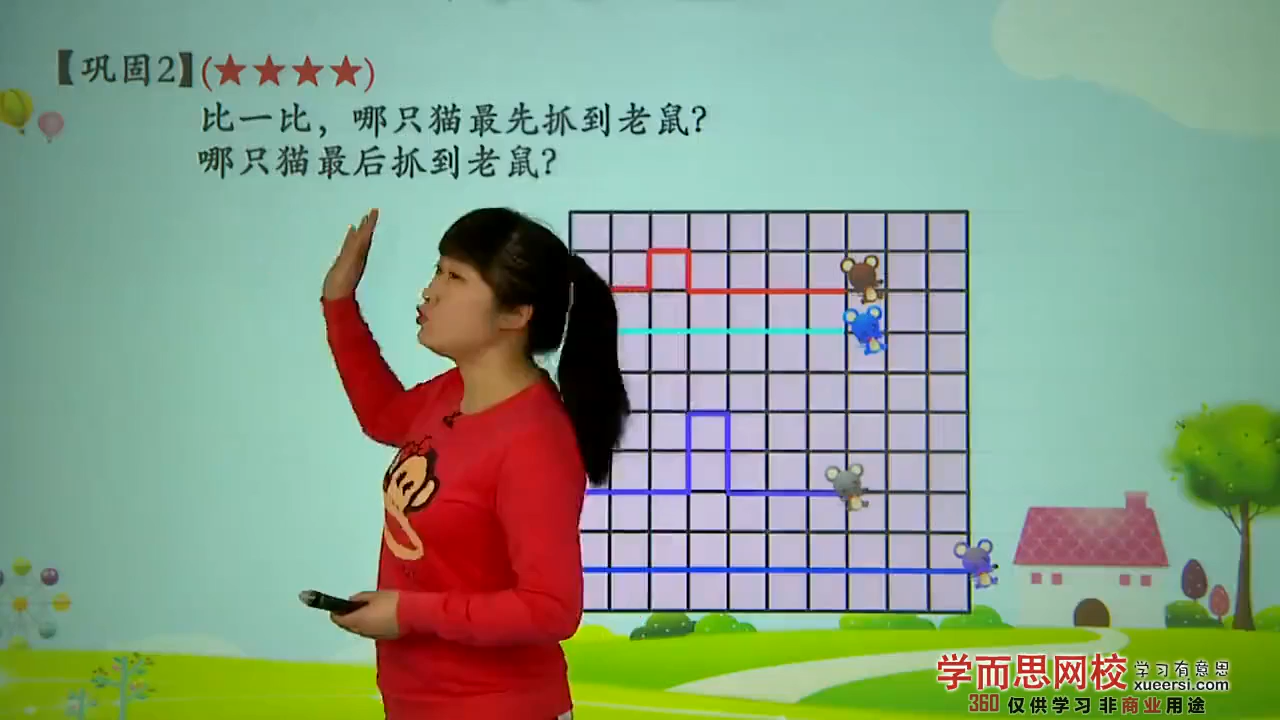 【巩固2】(★★★★)
比一比，哪只猫最先抓到老鼠？
哪只猫最后抓到老鼠？
学而思网校 学习有意思
xueersi.com
360 仅供学习 非商业用途